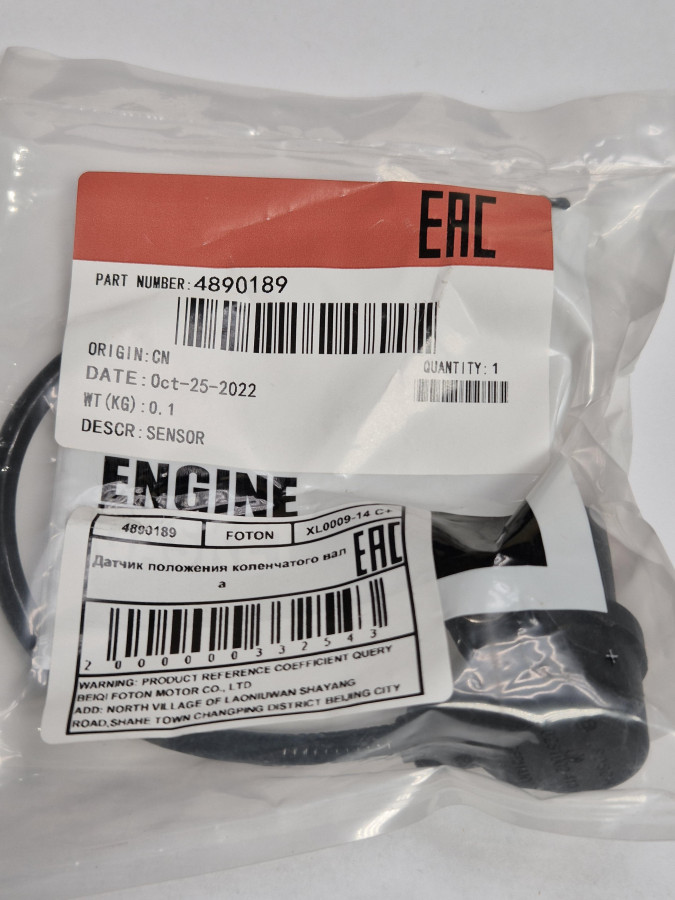 EAC
PART NUMBER:4890189
ORIGIN:CN
QUANTITY:1
DATE:Oct-25-2022
WT(KG):0.1
DESCR:SENSOR
ENGINE
4890189 FOTON XL0009-14 C+
Датчик положения коленчатого вал
а
EAC
2000000332543
WARNING: PRODUCT REFERENCE COEFFICIENT QUERY
BEIQI FOTON MOTOR CO., LTD
ADD: NORTH VILLAGE OF LAONIUWAN SHAYANG
ROAD,SHAHE TOWN CHANGPING DISTRICT BEIJING CITY